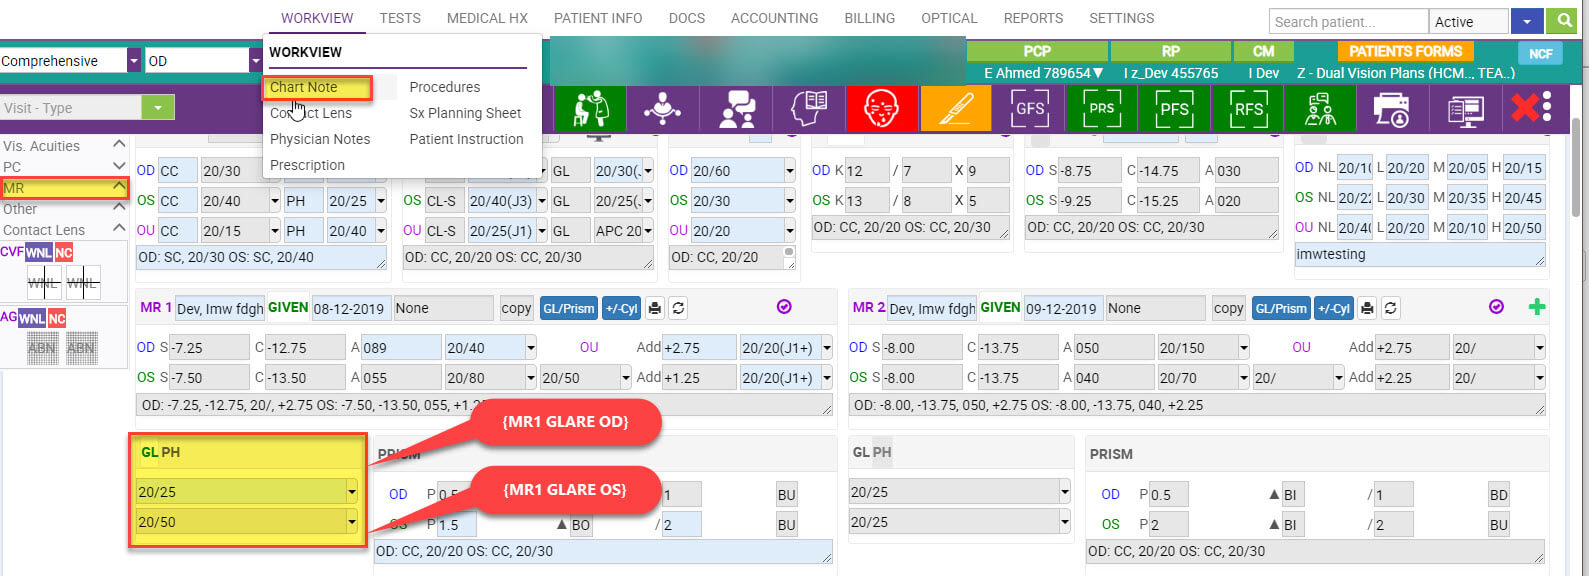 WORKVIEW TESTS MEDICAL HX PATIENT INFO DOCS ACCOUNTING BILLING OPTICAL REPORTS SETTINGS Search patient... Active
WORKVIEW
Chart Note Procedures
Contact Lens Sx Planning Sheet
Physician Notes Patient Instruction
Prescription
Comprehensive OD
PCP RP CM PATIENTS FORMS NCF
E Ahmed 789654▼ I z_Dev 455765 I Dev Z - Dual Vision Plans (HCM.., TEA..)
Visit - Type GFS PRS PFS RFS
Vis. Acuities
PC
MR
Other
Contact Lens
CVF WNL NC
WNL WNL
AG WNL NC
ABN ABN
OD CC 20/30 GL 20/30(. 20/60 OD K 12 / 7 X 9 OD S -8.75 C -14.75 A 030 OD NL 20/1( L 20/20 M 20/05 H 20/15
OS CC 20/40 PH 20/25 OS CL-S 20/40(J3) GL 20/25(. 20/30 OS K 13 / 8 X 5 OS S -9.25 C -15.25 A 020 OS NL 20/2 L 20/30 M 20/35 H 20/45
OU CC 20/15 PH 20/40 OU CL-S 20/25(J1) GL APC 20 20/20 OD: CC, 20/20 OS: CC, 20/30 OD: CC, 20/20 OS: CC, 20/30 OU NL 20/4( L 20/20 M 20/10 H 20/50
OD: SC, 20/30 OS: SC, 20/40 OD: CC, 20/20 OS: CC, 20/30 OD: CC, 20/20 imwtesting
MR 1 Dev, Imw fdgh GIVEN 08-12-2019 None copy GL/Prism +/-Cyl MR 2 Dev, Imw fdgh GIVEN 09-12-2019 None copy GL/Prism +/-Cyl
OD S -7.25 C -12.75 A 089 20/40 OU Add +2.75 20/20(J1+) OD S -8.00 C -13.75 A 050 20/150 OU Add +2.75 20/
OS S -7.50 C -13.50 A 055 20/80 20/50 Add +1.25 20/20(J1+) OS S -8.00 C -13.75 A 040 20/70 20/ Add +2.25 20/
OD: -7.25, -12.75, 20/, +2.75 OS: -7.50, -13.50, 055, +1. OD: -8.00, -13.75, 050, +2.75 OS: -8.00, -13.75, 040, +2.25
{MR1 GLARE OD}
GL PH PRISM GL PH PRISM
{MR1 GLARE OS}
20/25 OD P 0.5 1 BU 20/25 OD P 0.5 ▲ BI / 1 BD
20/50 OS P 1.5 ▲ BO / 2 BU 20/25 OS P 2 ▲ BI / 2 BU
OD: CC, 20/20 OS: CC, 20/30 OD: CC, 20/20 OS: CC, 20/30